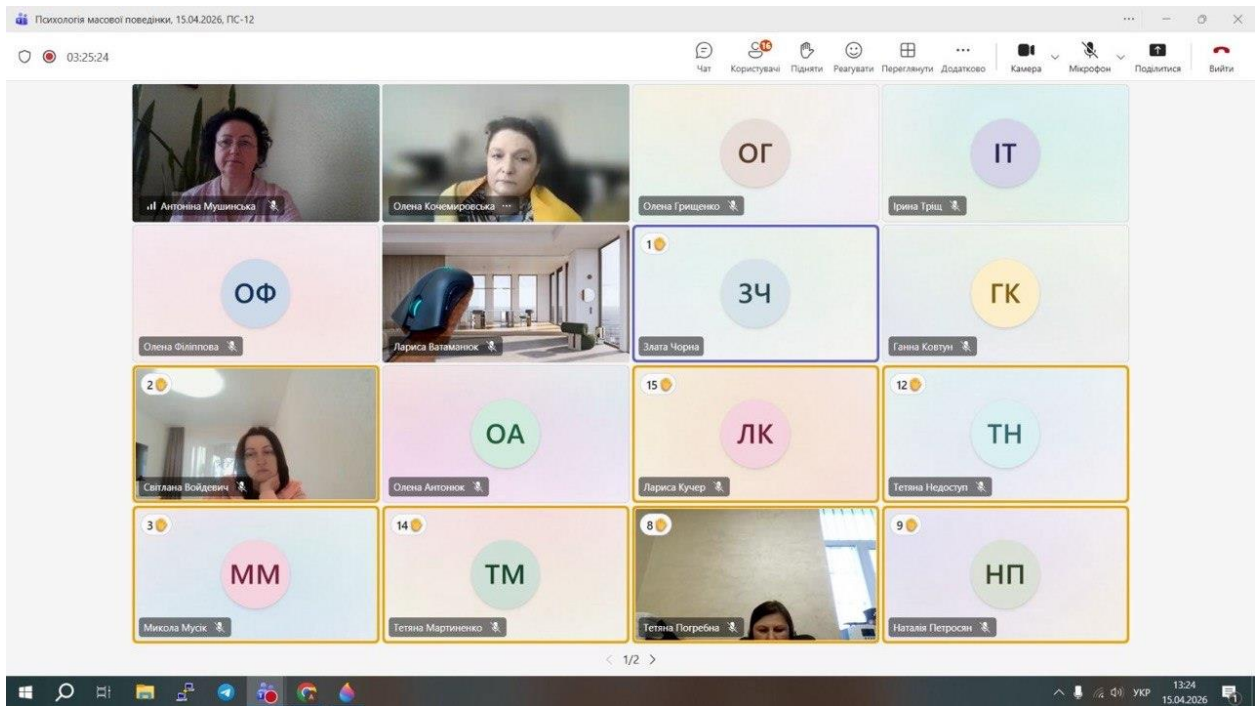 Психологія масової поведінки, 15.04.2026, ПС-12
03:25:24
Чат
16
Користувачі
Підняти
Реагувати
Переглянути
Додатково
Камера
Мікрофон
Поділитися
Вийти
Антоніна Мушинська
Олена Кочемировська
ОГ
Олена Грищенко
ІТ
Ірина Тріщ
ОФ
Олена Філіппова
Лариса Ватаманюк
1
ЗЧ
Злата Чорна
ГК
Ганна Ковтун
2
Світлана Войдевич
ОА
Олена Антонюк
15
ЛК
Лариса Кучер
12
ТН
Тетяна Недоступ
3
ММ
Микола Мусік
14
ТМ
Тетяна Мартиненко
8
Тетяна Погребна
9
НП
Наталія Петросян
1/2
УКР
13:24
15.04.2026
1